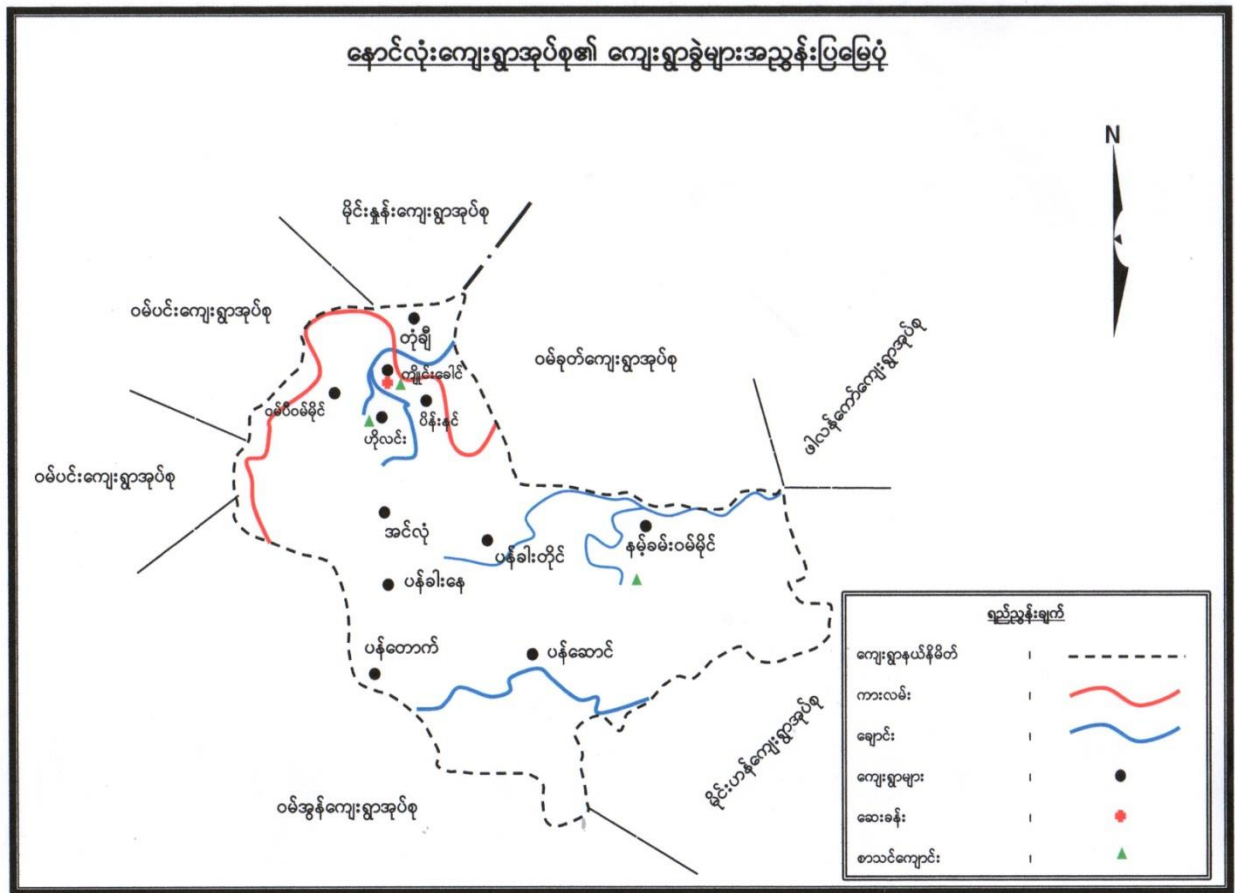 နောင်လုံးကျေးရွာအုပ်စု၏ ကျေးရွာခွဲများအညွှန်းပြမြေပုံ
N
မိုင်းနှုန်းကျေးရွာအုပ်စု
ဝမ်ပင်းကျေးရွာအုပ်စု
တုံချီ
ဝမ်ခုတ်ကျေးရွာအုပ်စု
ဖါလန်ကော်ကျေးရွာအုပ်စု
ကျိုင်းခေါင်
ဝမ်ပီဝမ်မိုင်
ပိန်းနင်
ဟိုလင်း
ဝမ်ပင်းကျေးရွာအုပ်စု
အင်လုံ
ပန်ခါးတိုင်
နမ့်ခမ်းဝမ်မိုင်
ပန်ခါးနေ
ပန်တောက်
ပန်ဆောင်
မိုင်းဟန်ကျေးရွာအုပ်စု
ဝမ်အွန်ကျေးရွာအုပ်စု
ရည်ညွှန်းချက်
ကျေးရွာနယ်နိမိတ် ၊
ကားလမ်း ၊
ချောင်း ၊
ကျေးရွာများ ၊
ဆေးခန်း ၊
စာသင်ကျောင်း ၊